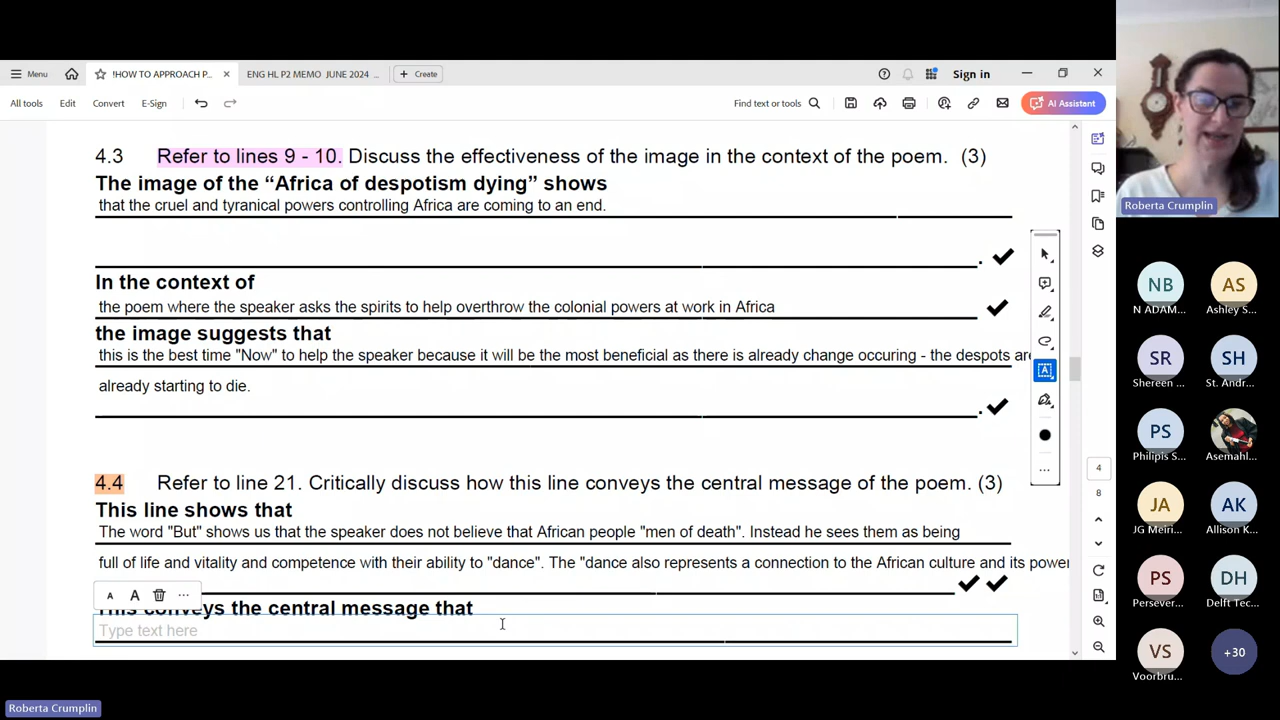 Menu
!HOW TO APPROACH P...
ENG HL P2 MEMO JUNE 2024 ...
Create
Sign in
All tools
Edit
Convert
E-Sign
Find text or tools
AI Assistant
4.3 Refer to lines 9 - 10. Discuss the effectiveness of the image in the context of the poem. (3)
The image of the “Africa of despotism dying” shows
that the cruel and tyranical powers controlling Africa are coming to an end.
.
In the context of
the poem where the speaker asks the spirits to help overthrow the colonial powers at work in Africa
the image suggests that
this is the best time "Now" to help the speaker because it will be the most beneficial as there is already change occuring - the despots are
already starting to die.
.
4.4 Refer to line 21. Critically discuss how this line conveys the central message of the poem. (3)
This line shows that
The word "But" shows us that the speaker does not believe that African people "men of death". Instead he sees them as being
full of life and vitality and competence with their ability to "dance". The "dance also represents a connection to the African culture and its power
A A
This conveys the central message that
Type text here
A
4
8
Roberta Crumplin
NB
N ADAM...
AS
Ashley S...
SR
Shereen ...
SH
St. Andr...
PS
Philipis S...
Asemahl...
JA
JG Meiri...
AK
Allison K...
PS
Persever...
DH
Delft Tec...
VS
Voorbru...
+30
Roberta Crumplin